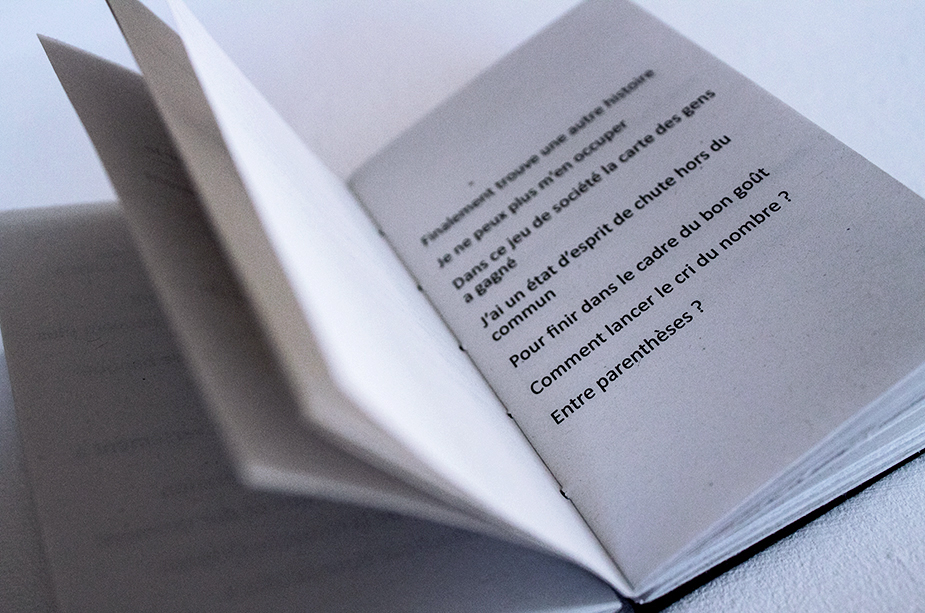 Finalement trouve une autre histoire
Je ne peux plus m'en occuper
Dans ce jeu de société la carte des gens
a gagné
J'ai un état d'esprit de chute hors du
commun
Pour finir dans le cadre du bon goût
Comment lancer le cri du nombre ?
Entre parenthèses ?